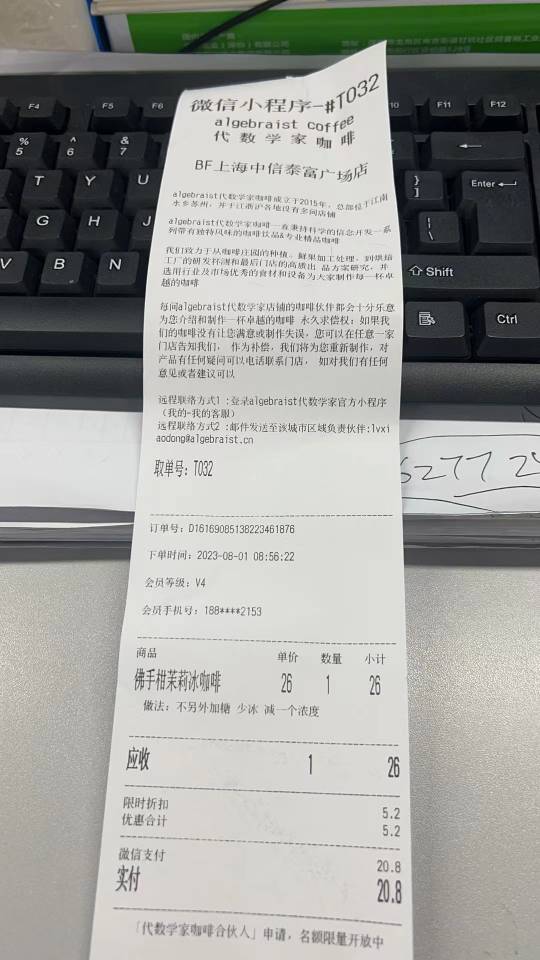 微信小程序-#T032
algebraist coffee
代数学家咖啡
BF上海中信泰富广场店
algebraist代数学家咖啡成立于2015年，总部位于江南
水乡苏州，并于江浙沪各地设有多间店铺
algebraist代数学家咖啡一直秉持科学的信念开发一系
列带有独特风味的咖啡饮品&专业精品咖啡
我们致力于从咖啡庄园的种植、鲜果加工处理，到烘焙
工厂的研发杯测和最后门店的高质出 品方案研究，并
选用行业及市场优秀的食材和设备为大家制作每一杯卓
越的咖啡
每间algebraist代数学家店铺的咖啡伙伴都会十分乐意
为您介绍和制作一杯卓越的咖啡 永久求偿权：如果我
们的咖啡没有让您满意或制作失误，您可以在任意一家
门店告知我们， 作为补偿，我们将为您重新制作，对
产品有任何疑问可以电话联系门店， 如对我们有任何
意见或者建议可以
远程联络方式1 :登录algebraist代数学家官方小程序
（我的-我的客服）
远程联络方式2 :邮件发送至该城市区域负责伙伴:lvxi
aodong@algebraist.cn
取单号：T032
订单号：D16169085138223461876
下单时间：2023-08-01 08:56:22
会员等级：V4
会员手机号：188****2153
商品 单价 数量 小计
佛手柑茉莉冰咖啡 26 1 26
做法：不另外加糖 少冰 减一个浓度
应收 1 26
限时折扣 5.2
优惠合计 5.2
微信支付 20.8
实付 20.8
「代数学家咖啡合伙人」申请，名额限量开放中
F4 F5 F6 F10 F11 F12
% 5 ^ 6 & 7
T Y U Enter
G H J
V B N Shift
Ctrl